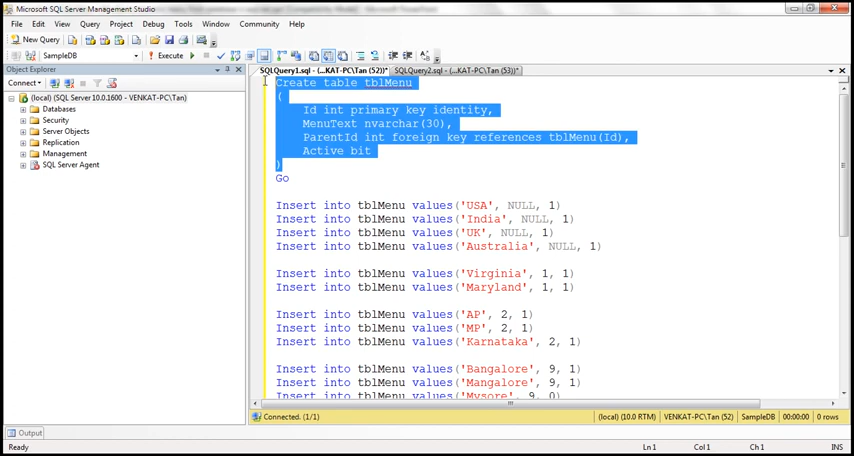 Microsoft SQL Server Management Studio
File Edit View Query Project Debug Tools Window Community Help
New Query
SampleDB Execute
Object Explorer
SQLQuery1.sql - (...KAT-PC\Tan (52))* SQLQuery2.sql - (...KAT-PC\Tan (53))*
Connect
(local) (SQL Server 10.0.1600 - VENKAT-PC\Tan)
Databases
Security
Server Objects
Replication
Management
SQL Server Agent
Create table tblMenu
(
Id int primary key identity,
MenuText nvarchar(30),
ParentId int foreign key references tblMenu(Id),
Active bit
)
Go
Insert into tblMenu values('USA', NULL, 1)
Insert into tblMenu values('India', NULL, 1)
Insert into tblMenu values('UK', NULL, 1)
Insert into tblMenu values('Australia', NULL, 1)
Insert into tblMenu values('Virginia', 1, 1)
Insert into tblMenu values('Maryland', 1, 1)
Insert into tblMenu values('AP', 2, 1)
Insert into tblMenu values('MP', 2, 1)
Insert into tblMenu values('Karnataka', 2, 1)
Insert into tblMenu values('Bangalore', 9, 1)
Insert into tblMenu values('Mangalore', 9, 1)
Insert into tblMenu values('Mysore', 9, 0)
Connected. (1/1) (local) (10.0 RTM) VENKAT-PC\Tan (52) SampleDB 00:00:00 0 rows
Output
Ready Ln 1 Col 1 Ch 1 INS